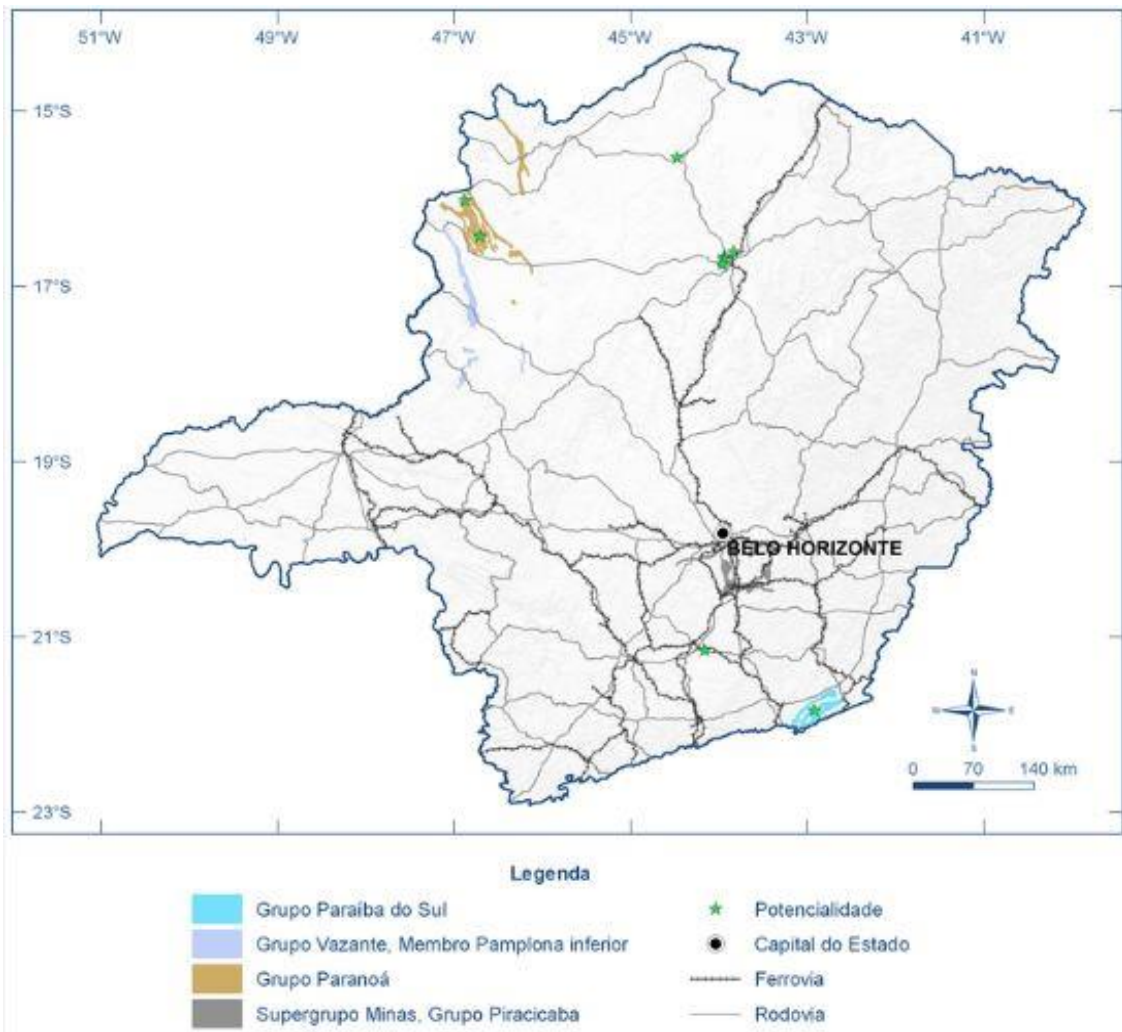 51°W 49°W 47°W 45°W 43°W 41°W
15°S
17°S
19°S
BELO HORIZONTE
21°S
N
W E
S
0 70 140 km
23°S
Legenda
Grupo Paraíba do Sul
Grupo Vazante, Membro Pamplona inferior
Grupo Paranoá
Supergrupo Minas, Grupo Piracicaba
Potencialidade
Capital do Estado
Ferrovia
Rodovia